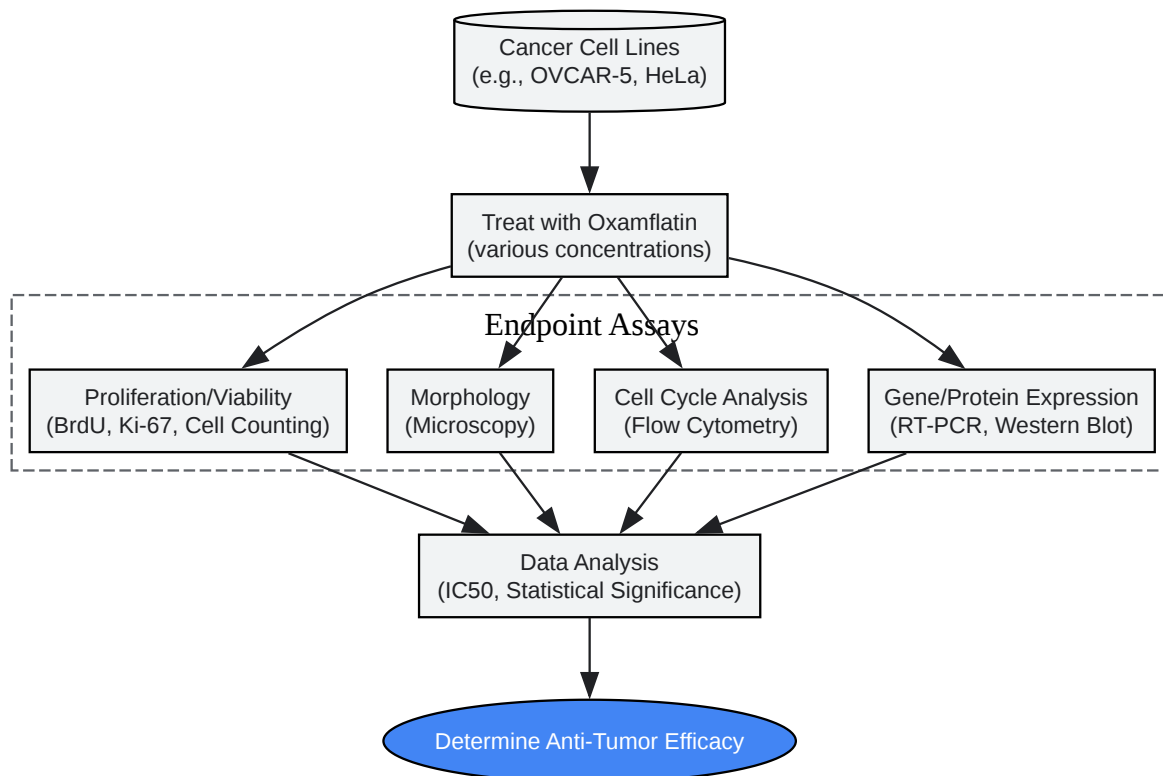 Cancer Cell Lines
(e.g., OVCAR-5, HeLa)
Treat with Oxamflatin
(various concentrations)
Endpoint Assays
Proliferation/Viability
(BrdU, Ki-67, Cell Counting)
Morphology
(Microscopy)
Cell Cycle Analysis
(Flow Cytometry)
Gene/Protein Expression
(RT-PCR, Western Blot)
Data Analysis
(IC50, Statistical Significance)
Determine Anti-Tumor Efficacy